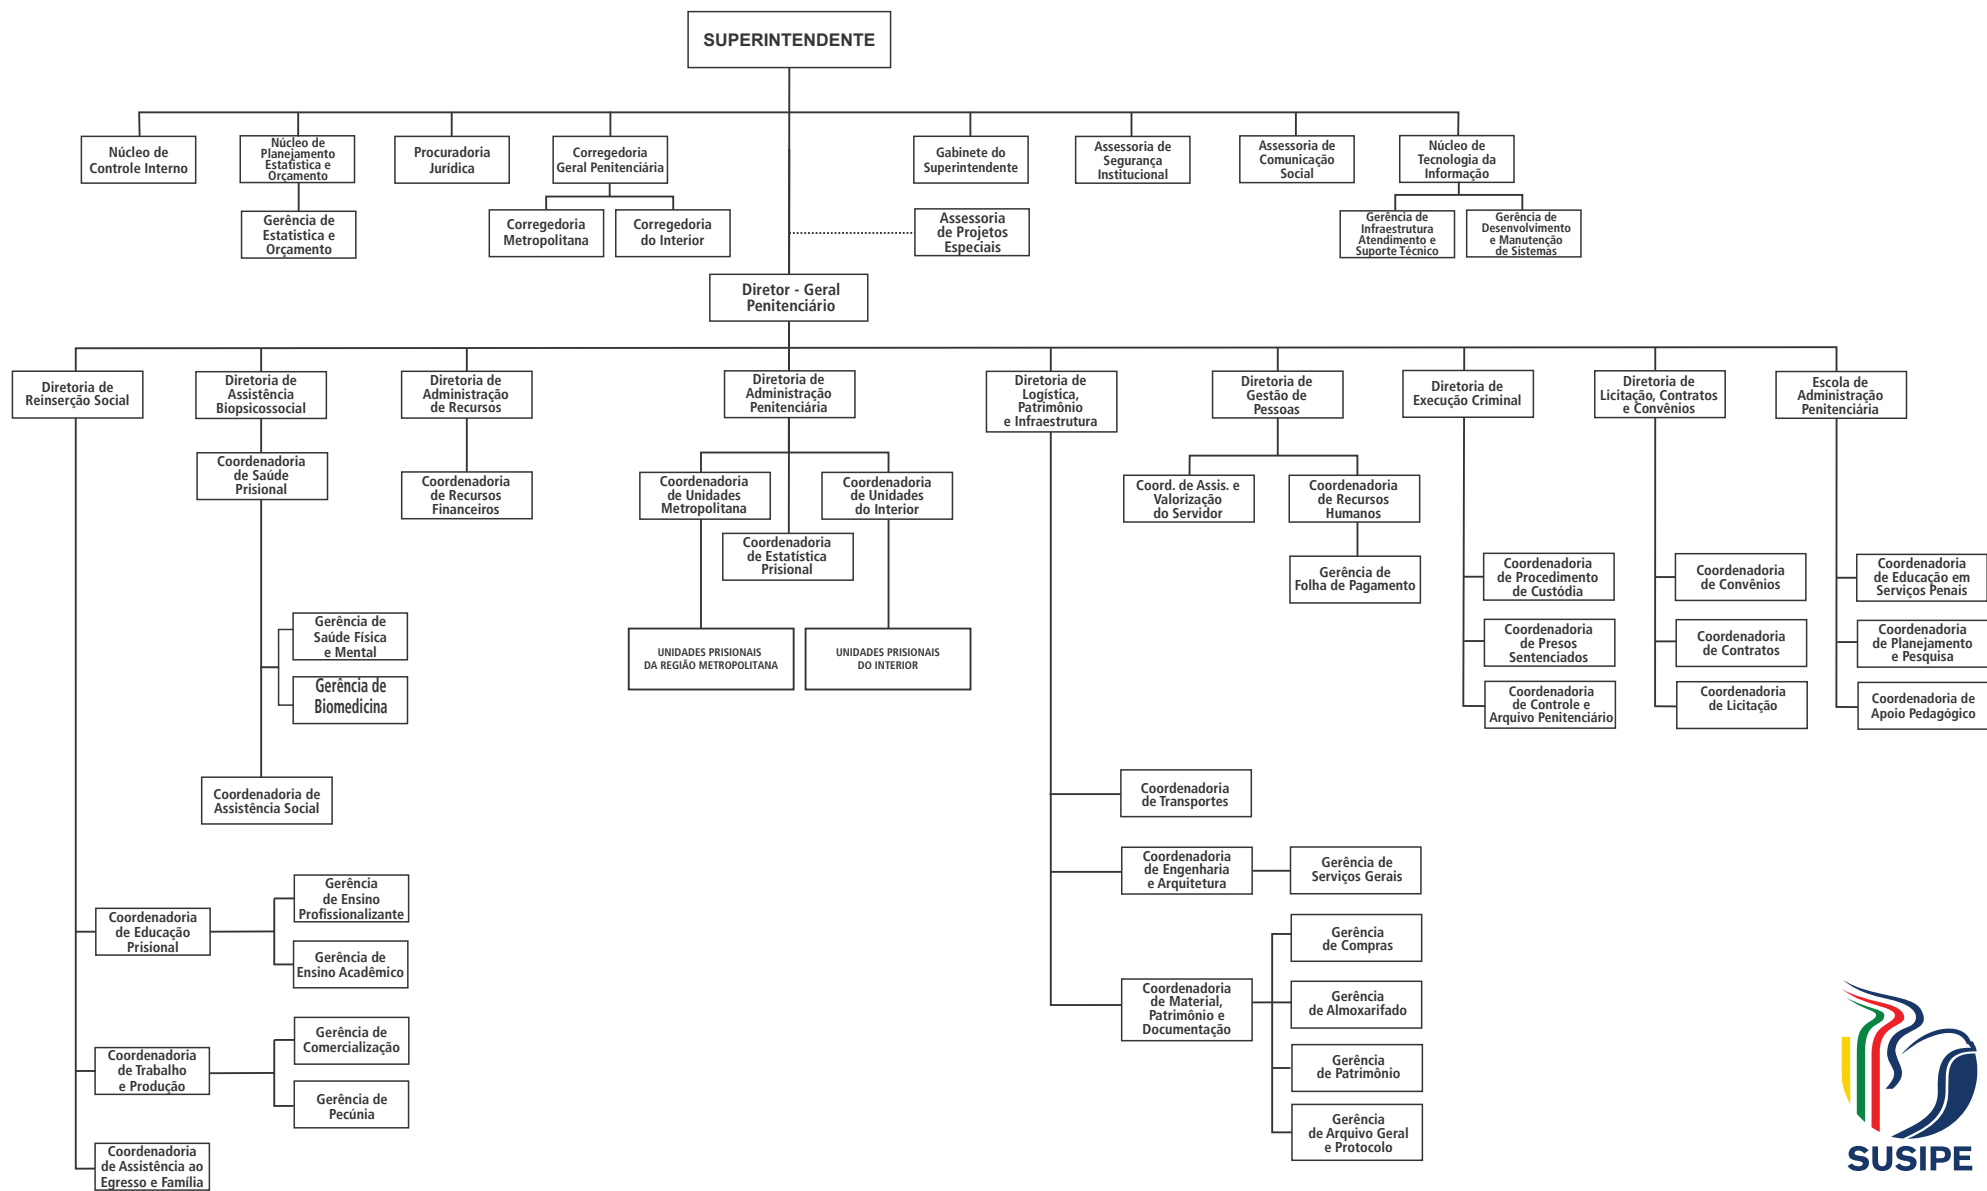 SUPERINTENDENTE
Núcleo de
Controle Interno
Núcleo de
Planejamento
Estatística e
Orçamento
Procuradoria
Jurídica
Corregedoria
Geral Penitenciária
Gabinete do
Superintendente
Assessoria de
Segurança
Institucional
Assessoria de
Comunicação
Social
Núcleo de
Tecnologia da
Informação
Gerência de
Estatistica e
Orçamento
Corregedoria
Metropolitana
Corregedoria
do Interior
Assessoria
de Projetos
Especiais
Gerência de
Infraestrutura
Atendimento e
Suporte Técnico
Gerência de
Desenvolvimento
e Manutenção
de Sistemas
Diretor - Geral
Penitenciário
Diretoria de
Reinserção Social
Diretoria de
Assistência
Biopsicossocial
Diretoria de
Administração
de Recursos
Diretoria de
Administração
Penitenciária
Diretoria de
Logística,
Patrimônio
e Infraestrutura
Diretoria de
Gestão de
Pessoas
Diretoria de
Execução Criminal
Diretoria de
Licitação, Contratos
e Convênios
Escola de
Administração
Penitenciária
Coordenadoria
de Saúde
Prisional
Coordenadoria
de Recursos
Financeiros
Coordenadoria
de Unidades
Metropolitana
Coordenadoria
de Unidades
do Interior
Coord. de Assis. e
Valorização
do Servidor
Coordenadoria
de Recursos
Humanos
Coordenadoria
de Estatística
Prisional
Gerência de
Folha de Pagamento
Coordenadoria
de Procedimento
de Custódia
Coordenadoria
de Convênios
Coordenadoria
de Educação em
Serviços Penais
Gerência de
Saúde Física
e Mental
UNIDADES PRISIONAIS
DA REGIÃO METROPOLITANA
UNIDADES PRISIONAIS
DO INTERIOR
Coordenadoria
de Presos
Sentenciados
Coordenadoria
de Contratos
Coordenadoria
de Planejamento
e Pesquisa
Gerência de
Biomedicina
Coordenadoria
de Controle e
Arquivo Penitenciário
Coordenadoria
de Licitação
Coordenadoria de
Apoio Pedagógico
Coordenadoria de
Assistência Social
Coordenadoria
de Transportes
Coordenadoria
de Engenharia
e Arquitetura
Gerência de
Serviços Gerais
Gerência
de Ensino
Profissionalizante
Coordenadoria
de Educação
Prisional
Gerência de
Ensino Acadêmico
Gerência
de Compras
Coordenadoria
de Material,
Patrimônio e
Documentação
Gerência
de Almoxarifado
Gerência de
Comercialização
Coordenadoria
de Trabalho
e Produção
Gerência de
Pecúnia
Gerência
de Patrimônio
Gerência
de Arquivo Geral
e Protocolo
Coordenadoria
de Assistência ao
Egresso e Família
SUSIPE